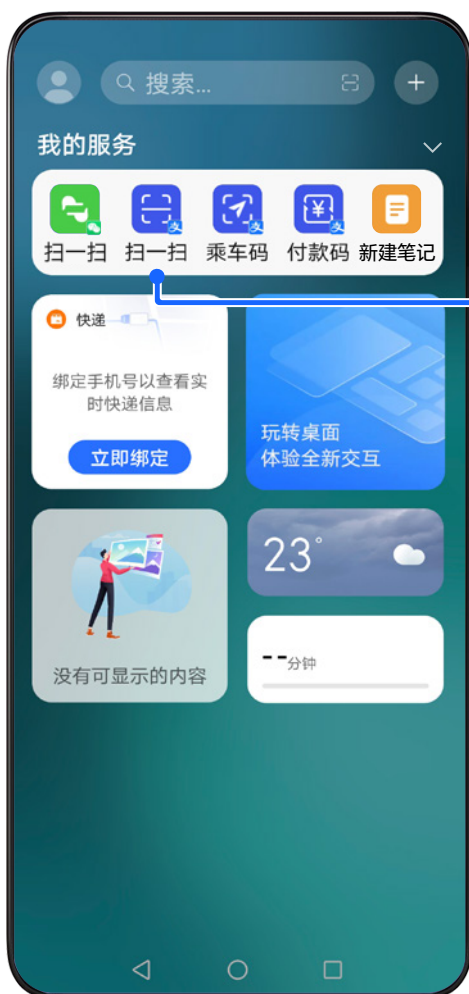 搜索...
我的服务
扫一扫 扫一扫 乘车码 付款码 新建笔记
快递
绑定手机号以查看实
时快递信息
立即绑定
玩转桌面
体验全新交互
没有可显示的内容
23°
--分钟